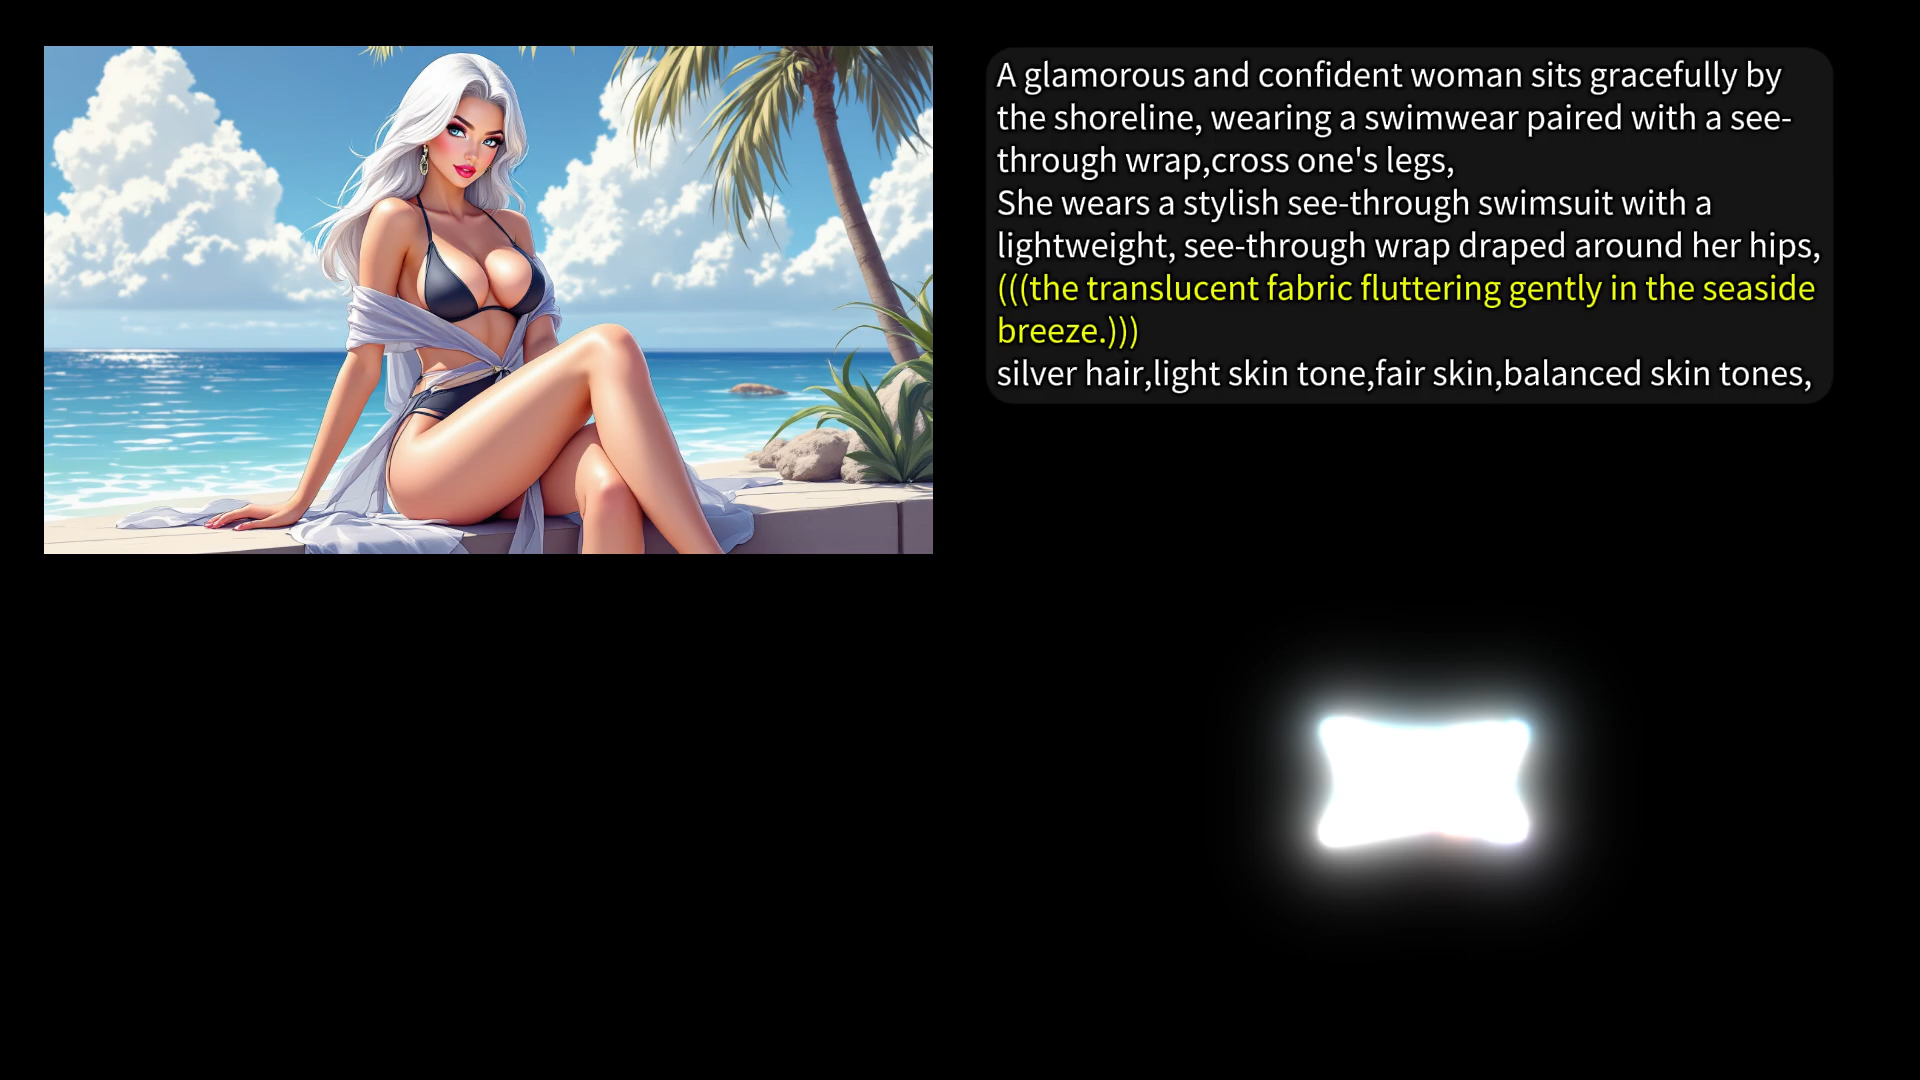 A glamorous and confident woman sits gracefully by
the shoreline, wearing a swimwear paired with a see-
through wrap,cross one's legs,
She wears a stylish see-through swimsuit with a
lightweight, see-through wrap draped around her hips,
(((the translucent fabric fluttering gently in the seaside
breeze.)))
silver hair,light skin tone,fair skin,balanced skin tones,